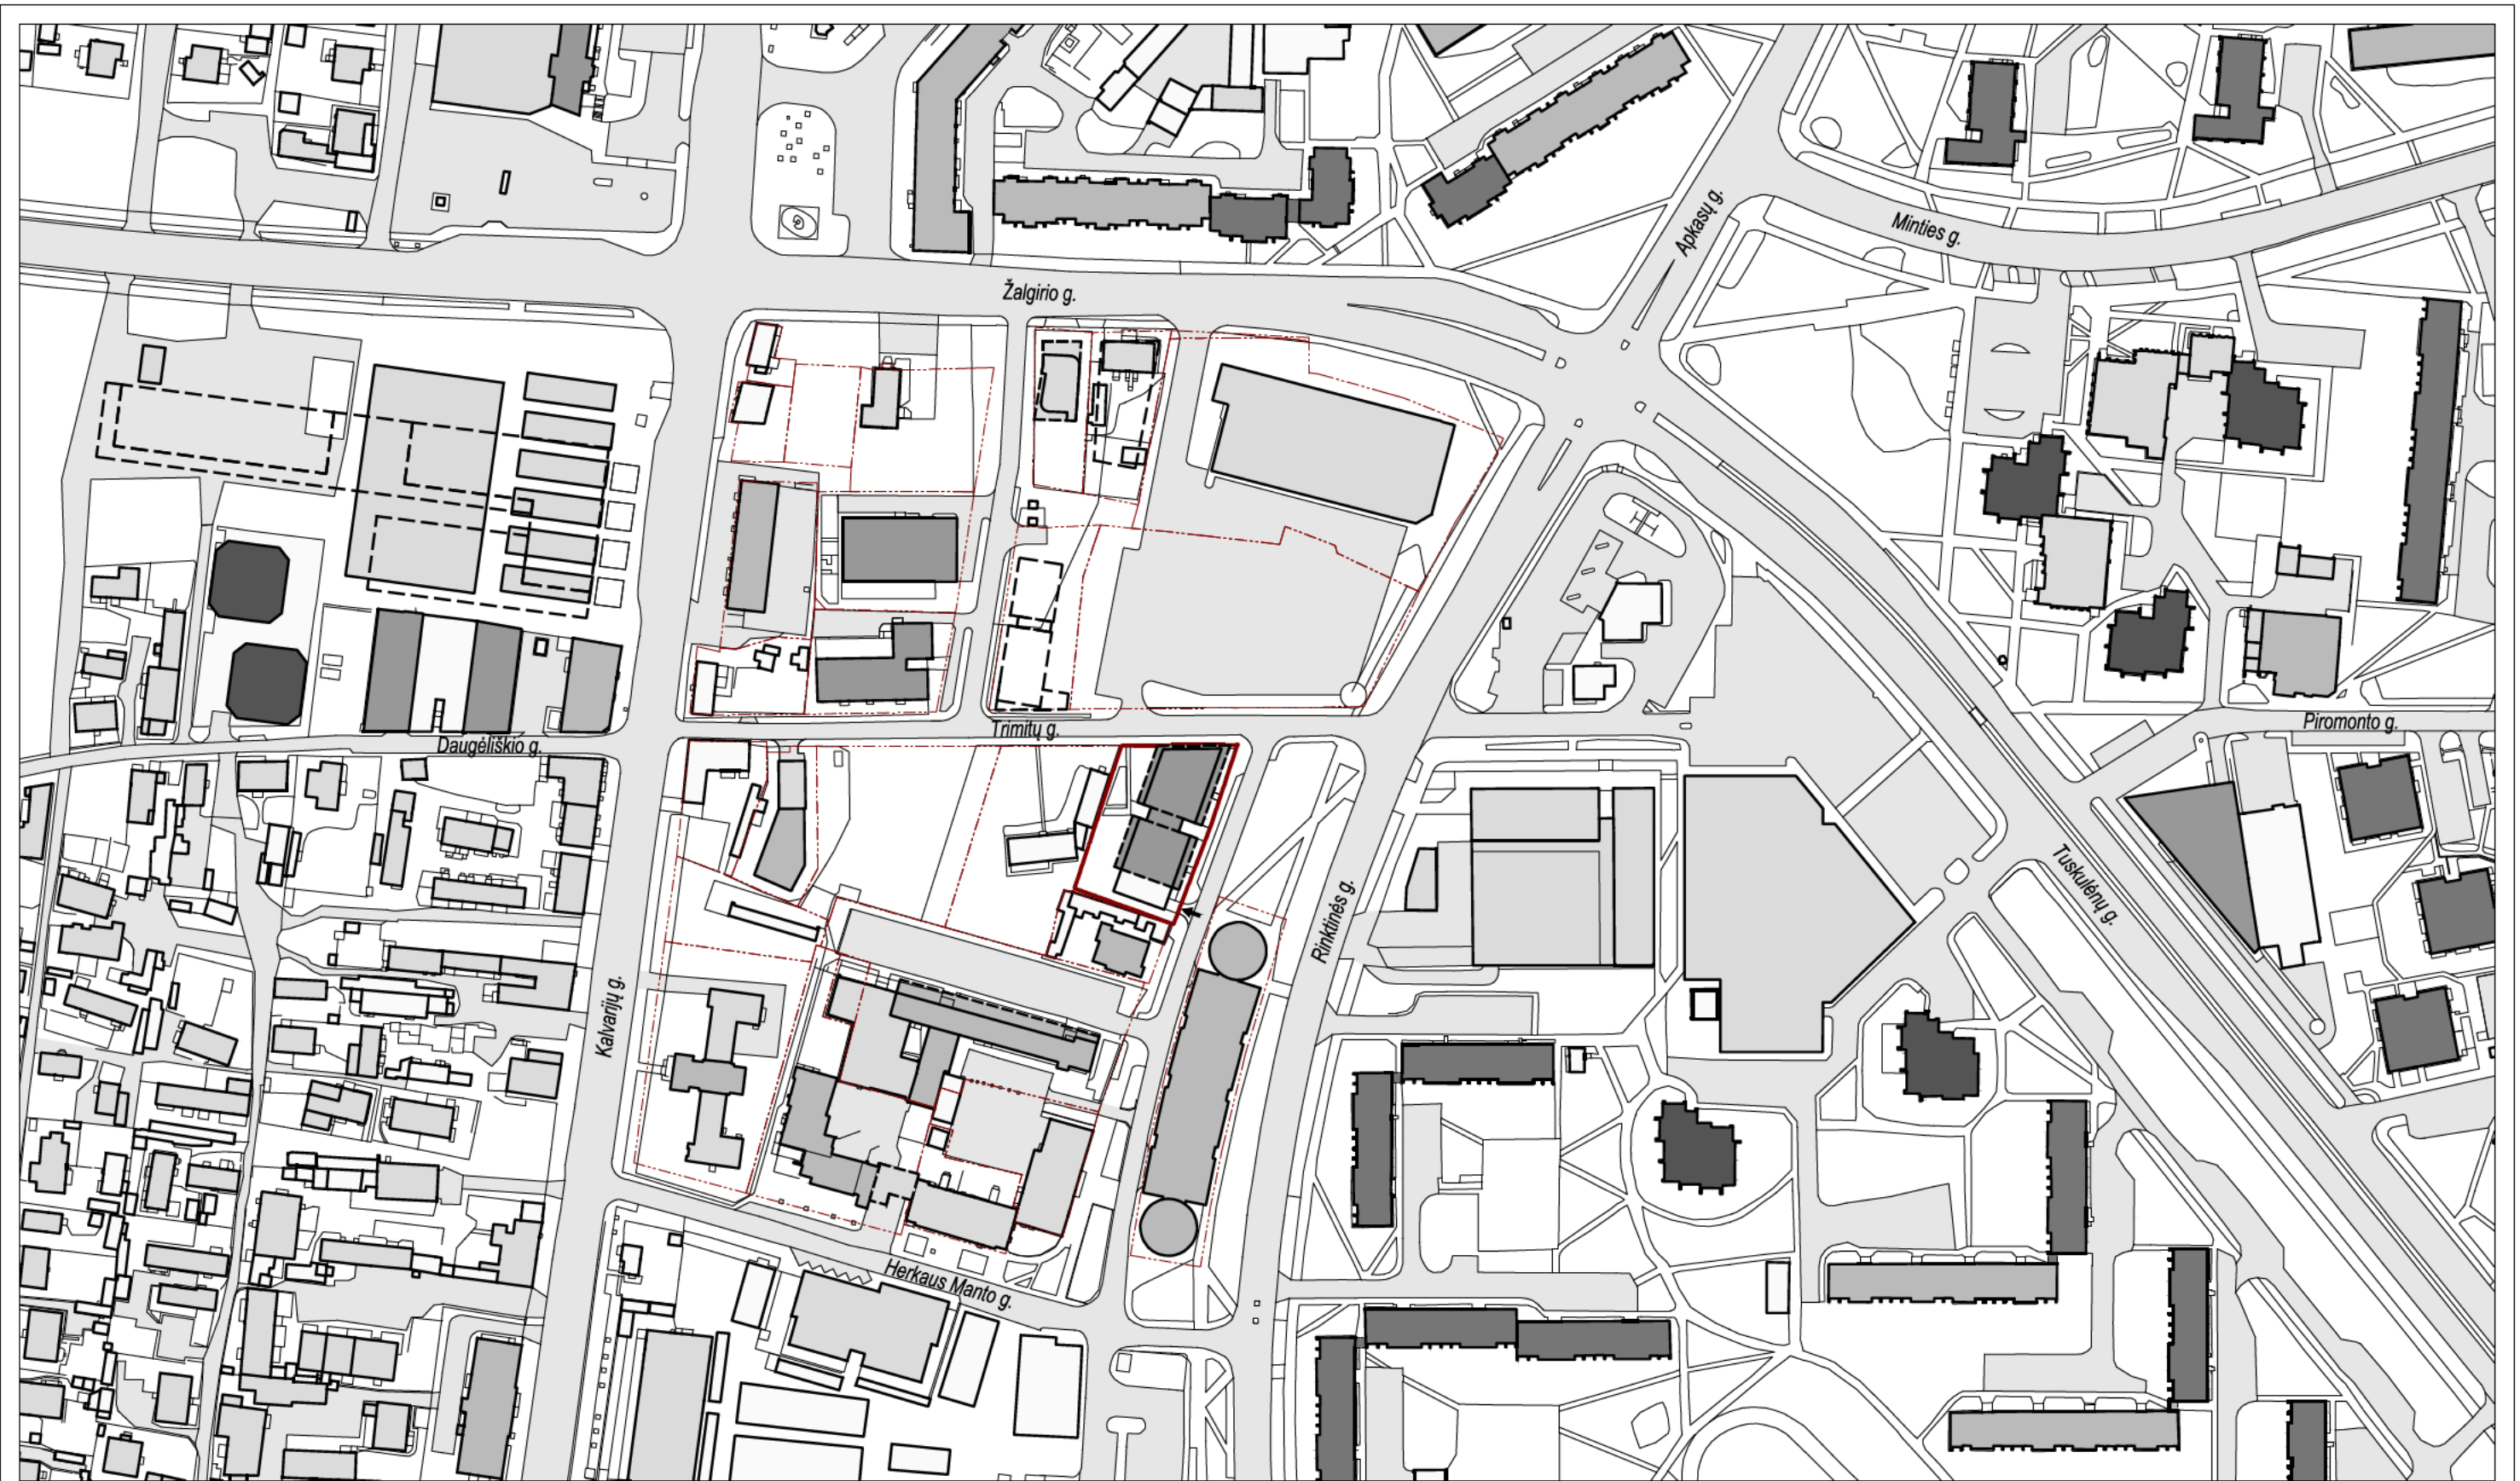 Apkasų g.
Minties g.
Žalgirio g.
Piromonto g.
Trimitų g.
Daugėliškio g.
Tuskulėnų g.
Rinktinės g.
Kalvarijų g.
Herkaus Manto g.